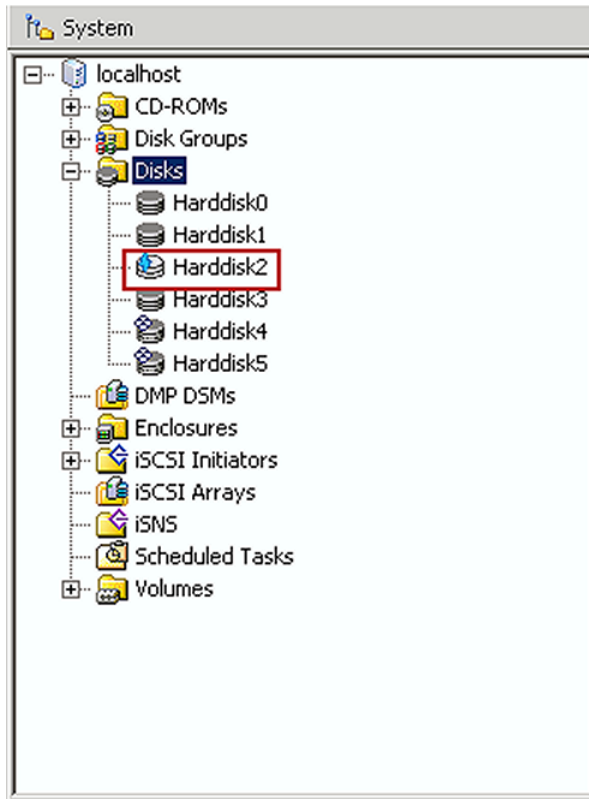 System
localhost
CD-ROMs
Disk Groups
Disks
Harddisk0
Harddisk1
Harddisk2
Harddisk3
Harddisk4
Harddisk5
DMP DSMs
Enclosures
iSCSI Initiators
iSCSI Arrays
iSNS
Scheduled Tasks
Volumes